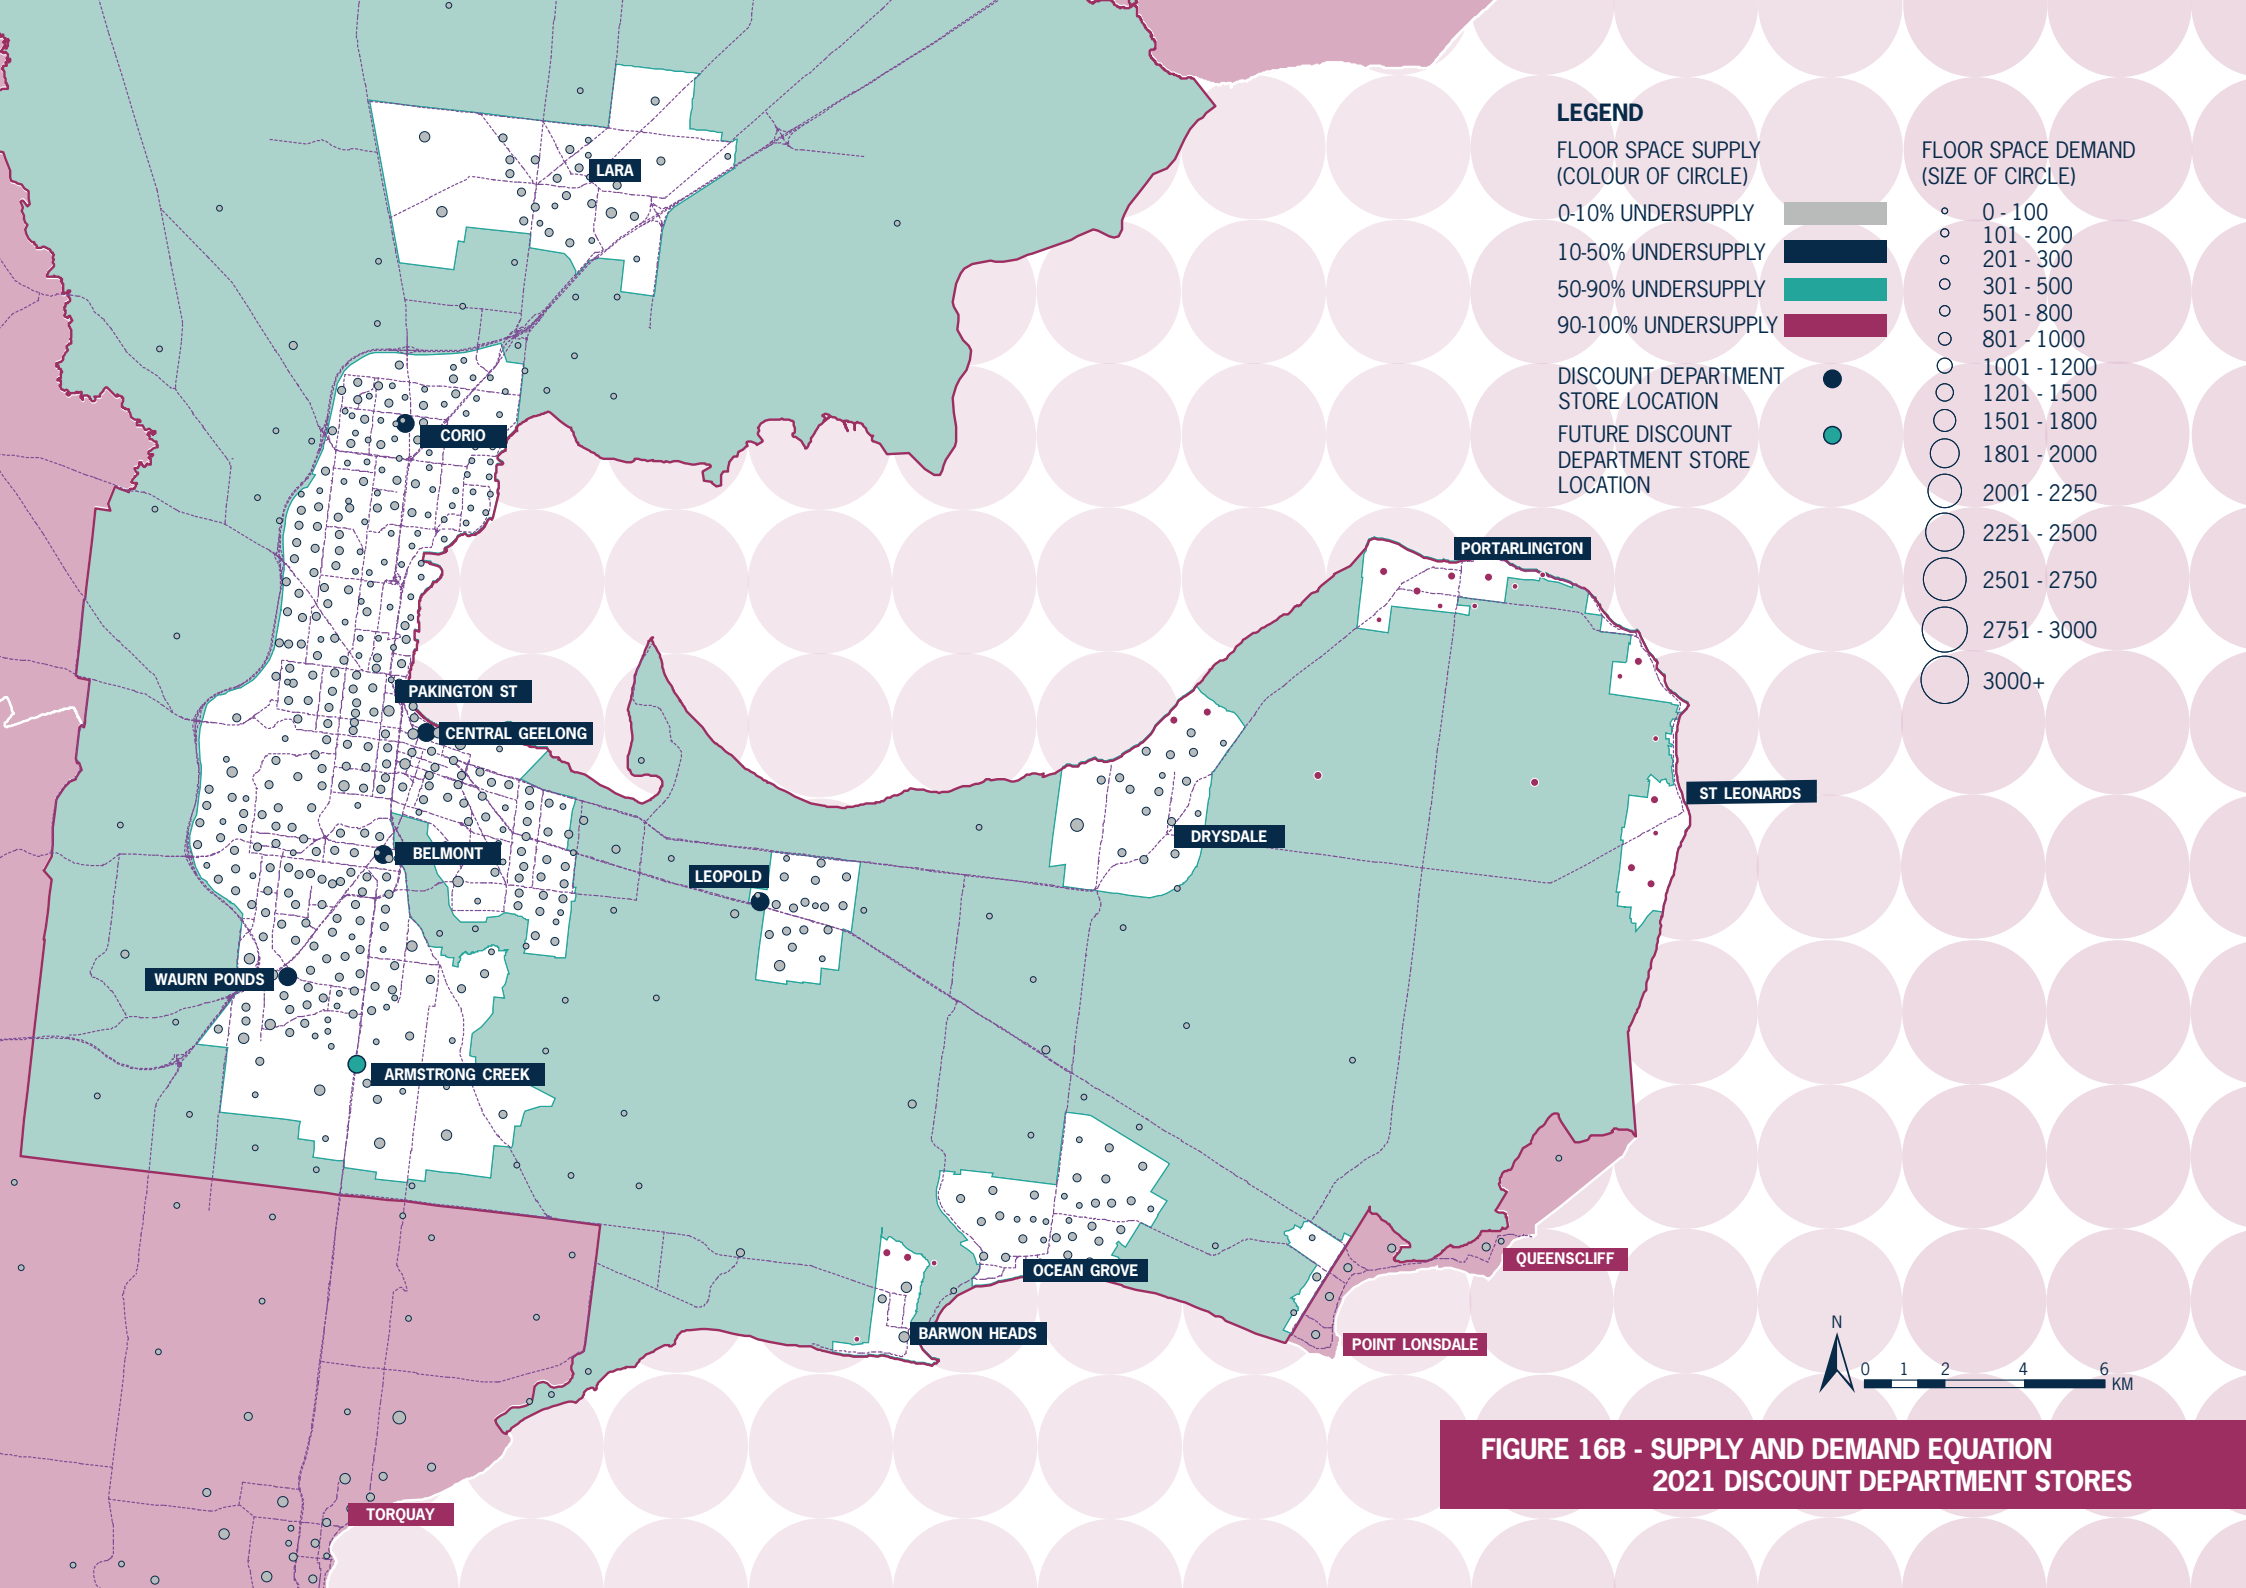 LEGEND
FLOOR SPACE SUPPLY
(COLOUR OF CIRCLE)
0-10% UNDERSUPPLY
10-50% UNDERSUPPLY
50-90% UNDERSUPPLY
90-100% UNDERSUPPLY
DISCOUNT DEPARTMENT
STORE LOCATION
FUTURE DISCOUNT
DEPARTMENT STORE
LOCATION
FLOOR SPACE DEMAND
(SIZE OF CIRCLE)
0 - 100
101 - 200
201 - 300
301 - 500
501 - 800
801 - 1000
1001 - 1200
1201 - 1500
1501 - 1800
1801 - 2000
2001 - 2250
2251 - 2500
2501 - 2750
2751 - 3000
3000+
LARA
CORIO
PORTARLINGTON
PAKINGTON ST
CENTRAL GEELONG
ST LEONARDS
DRYSDALE
BELMONT
LEOPOLD
WAURN PONDS
ARMSTRONG CREEK
OCEAN GROVE
QUEENSCLIFF
BARWON HEADS
POINT LONSDALE
TORQUAY
N
0 1 2 4 6
KM
FIGURE 16B - SUPPLY AND DEMAND EQUATION
2021 DISCOUNT DEPARTMENT STORES